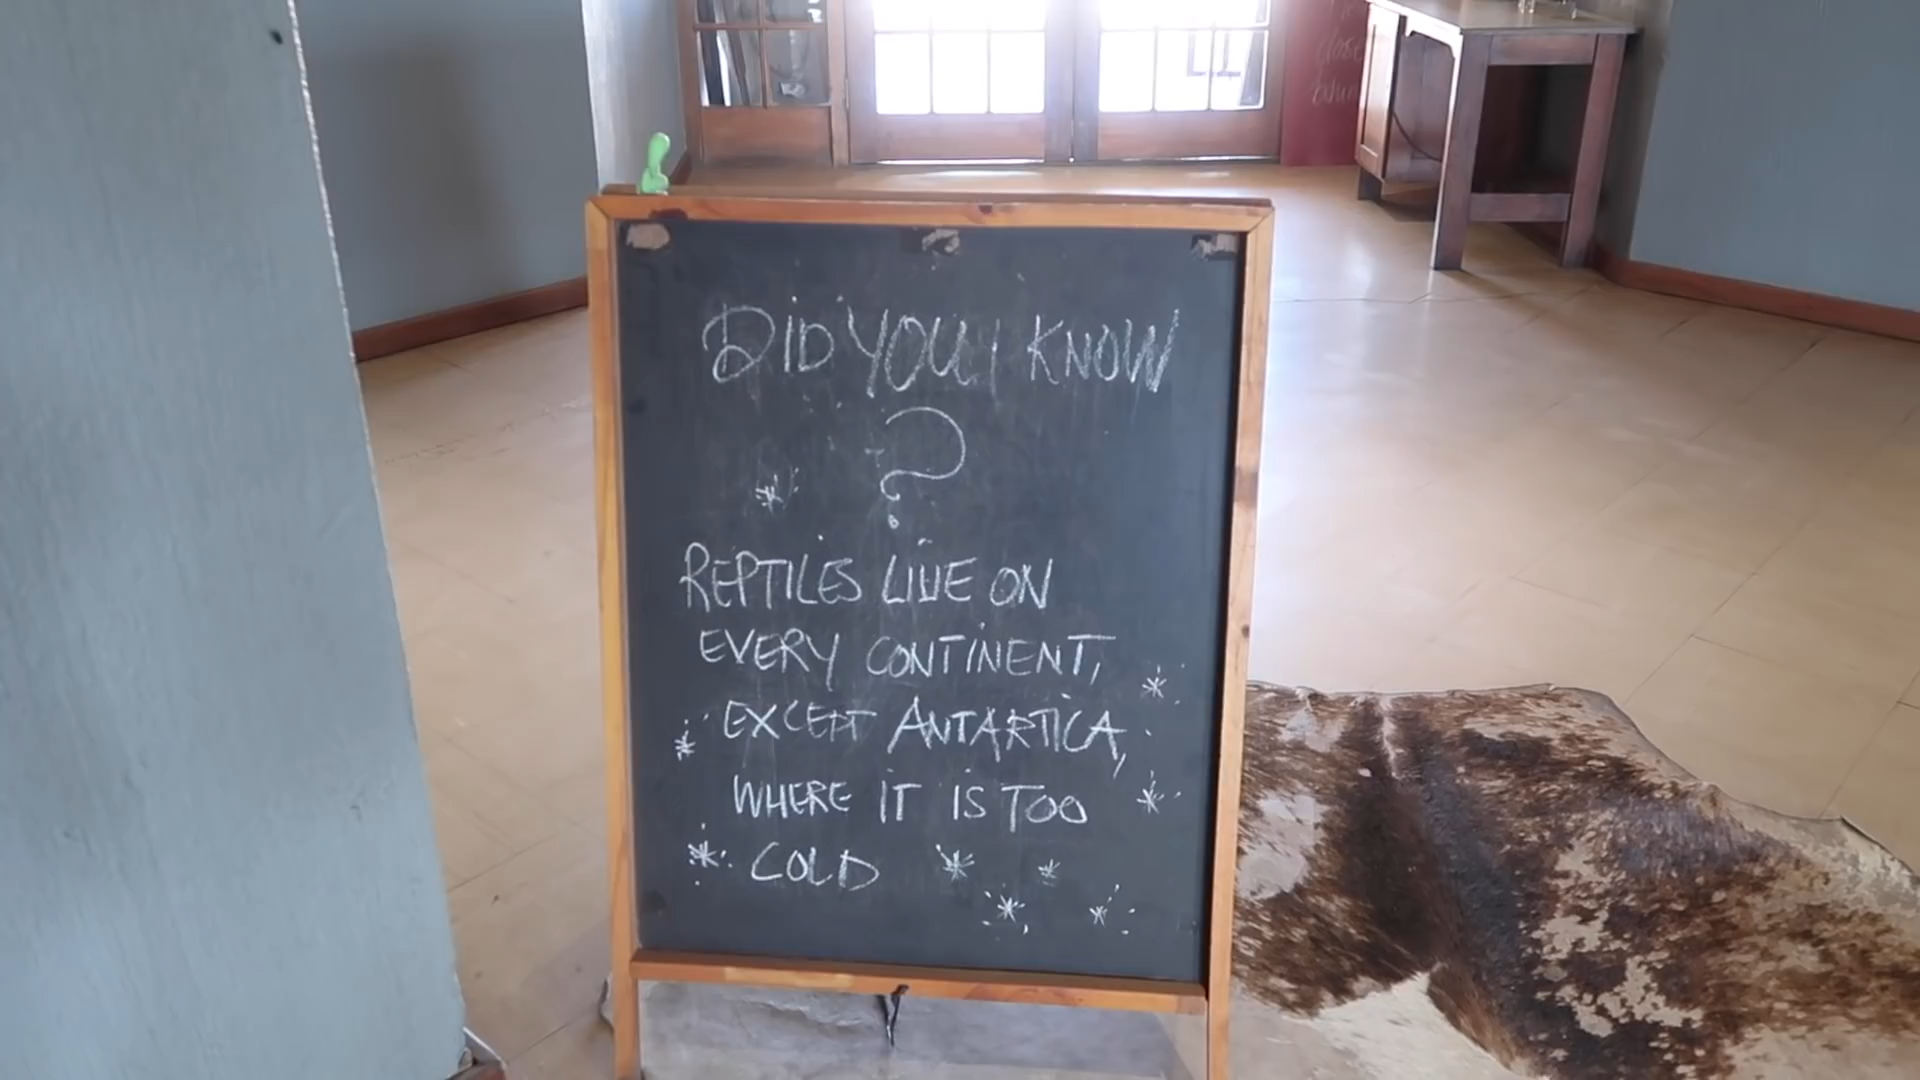 DID YOU KNOW
?
REPTILES LIVE ON
EVERY CONTINENT,
EXCEPT ANTARTICA,
WHERE IT IS TOO
COLD